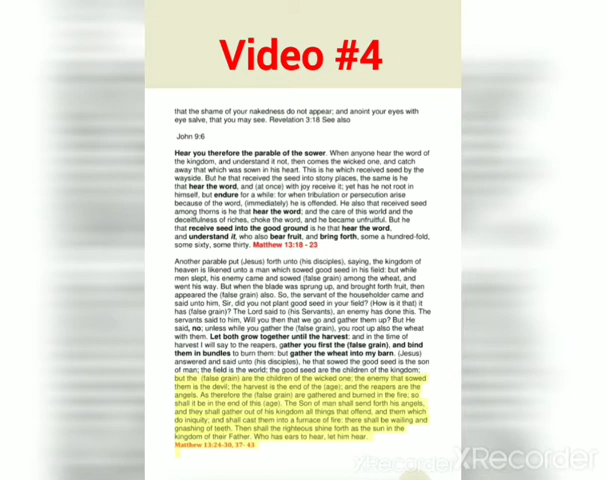 Video #4
that the shame of your nakedness do not appear; and anoint your eyes with
eye salve, that you may see. Revelation 3:18 See also
John 9:6
Hear you therefore the parable of the sower. When anyone hear the word of
the kingdom, and understand it not, then comes the wicked one, and catch
away that which was sown in his heart. This is he which received seed by the
wayside. But he that received the seed into stony places, the same is he
that hear the word, and (at once) with joy receive it; yet has he not root in
himself, but endure for a while: for when tribulation or persecution arise
because of the word, (immediately) he is offended. He also that received seed
among thorns is he that hear the word; and the care of this world and the
deceitfulness of riches, choke the word, and he became unfruitful. But he
that receive seed into the good ground is he that hear the word,
and understand it, who also bear fruit, and bring forth, some a hundred-fold,
some sixty, some thirty. Matthew 13:18 - 23
Another parable put (Jesus) forth unto (his disciples), saying, the kingdom of
heaven is likened unto a man which sowed good seed in his field: but while
men slept, his enemy came and sowed (false grain) among the wheat, and
went his way. But when the blade was sprung up, and brought forth fruit, then
appeared the (false grain) also. So, the servant of the householder came and
said unto him, Sir, did you not plant good seed in your field? (How is it that) it
has (false grain)? The Lord said to (his Servants), an enemy has done this. The
servants said to him, Will you then that we go and gather them up? But He
said, no; unless while you gather the (false grain), you root up also the wheat
with them. Let both grow together until the harvest: and in the time of
harvest I will say to the reapers, gather you first the (false grain), and bind
them in bundles to burn them: but gather the wheat into my barn. (Jesus)
answered and said unto (his disciples), he that sowed the good seed is the son
of man; the field is the world; the good seed are the children of the kingdom;
but the (false grain) are the children of the wicked one; the enemy that sowed
them is the devil; the harvest is the end of the (age); and the reapers are the
angels. As therefore the (false grain) are gathered and burned in the fire; so
shall it be in the end of this (age). The Son of man shall send forth his angels,
and they shall gather out of his kingdom all things that offend, and them which
do iniquity; and shall cast them into a furnace of fire: there shall be wailing and
gnashing of teeth. Then shall the righteous shine forth as the sun in the
kingdom of their Father. Who has ears to hear, let him hear.
Matthew 13:24-30, 37- 43
XRecorder